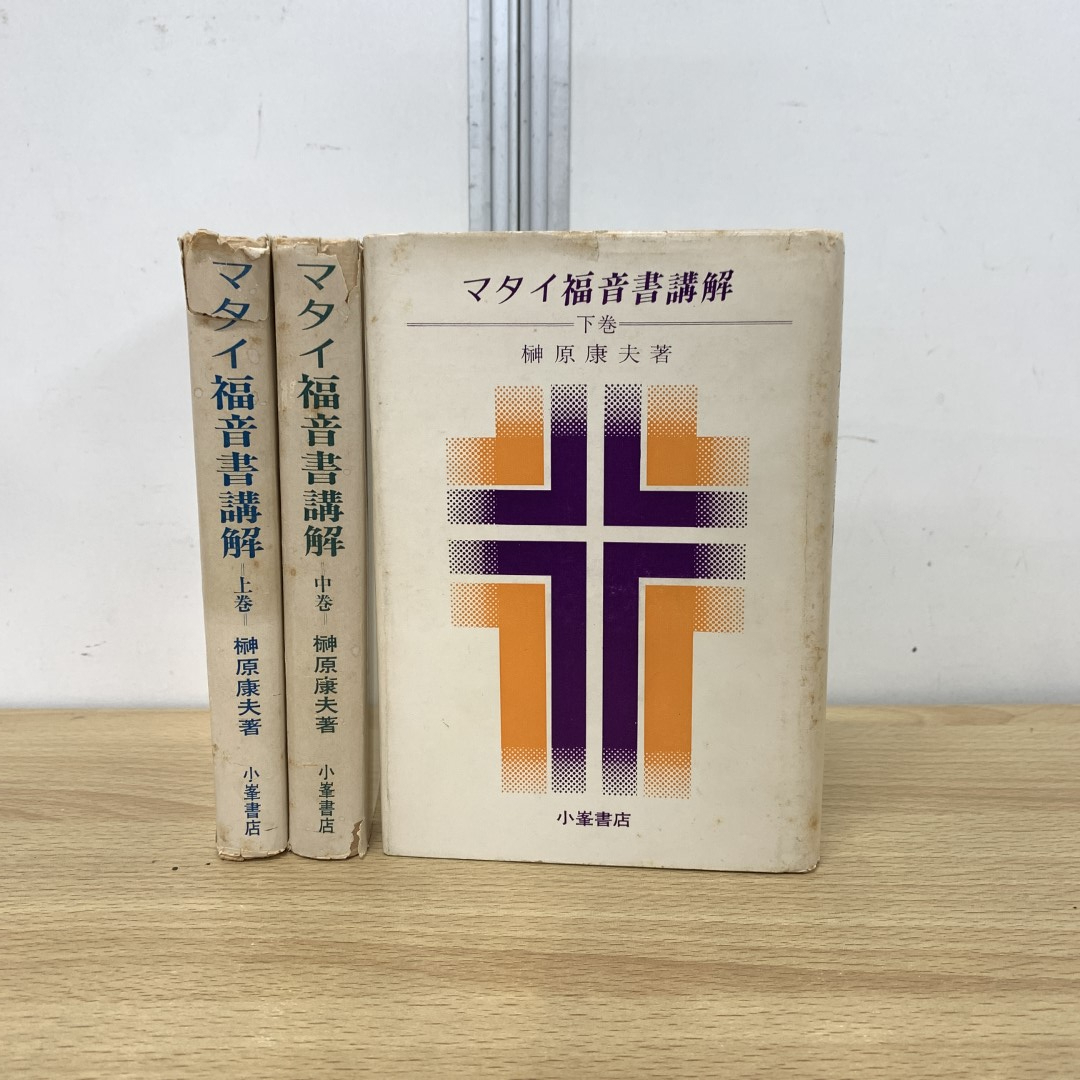 マタイ福音書講解
上巻
榊原康夫著
小峯書店
マタイ福音書講解
中巻
榊原康夫著
小峯書店
マタイ福音書講解
下巻
榊原康夫著
小峯書店